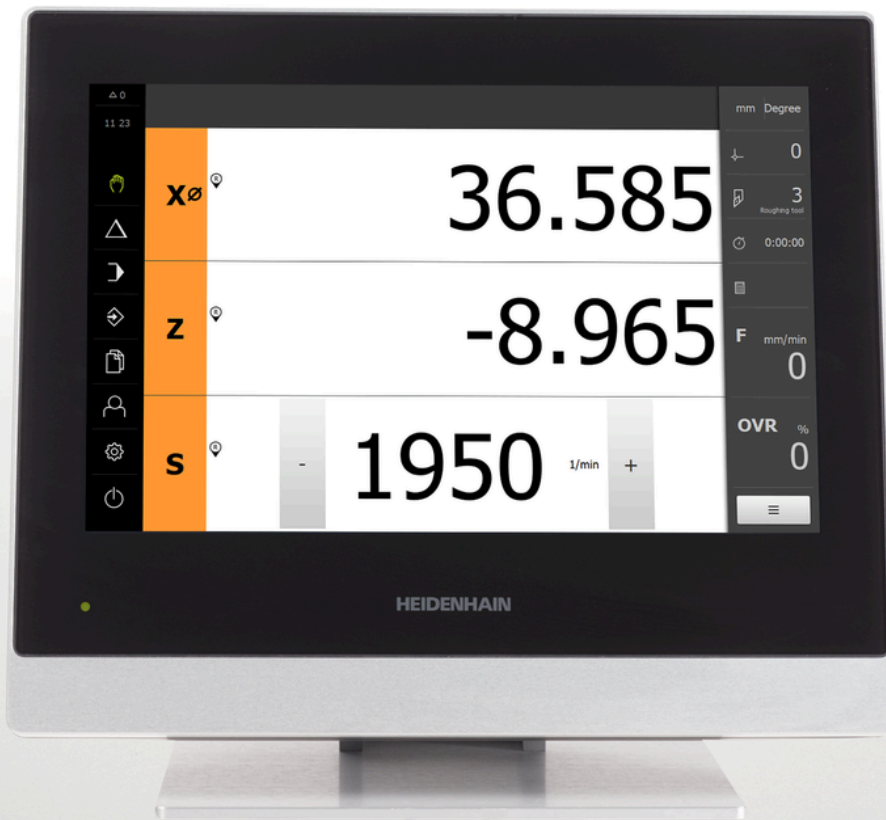 △ 0
11 23
X⌀ R 36.585
Z R -8.965
S R - 1950 1/min +
mm Degree
0
3
Roughing tool
0:00:00
F mm/min
0
OVR %
0
HEIDENHAIN